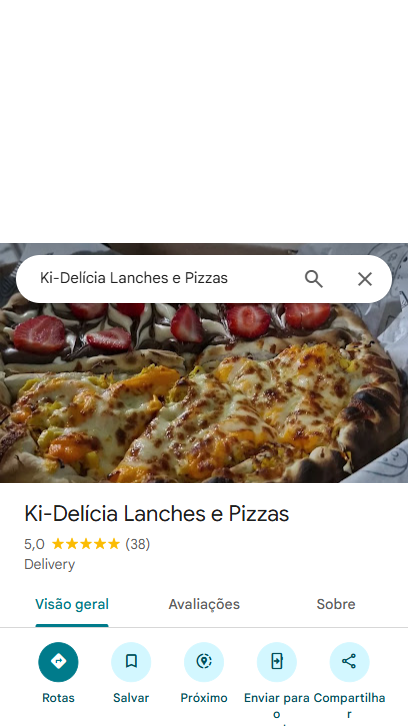 Ki-Delícia Lanches e Pizzas
Ki-Delícia Lanches e Pizzas
5,0 (38)
Delivery
Visão geral Avaliações Sobre
Rotas Salvar Próximo Enviar para o Compartilhar